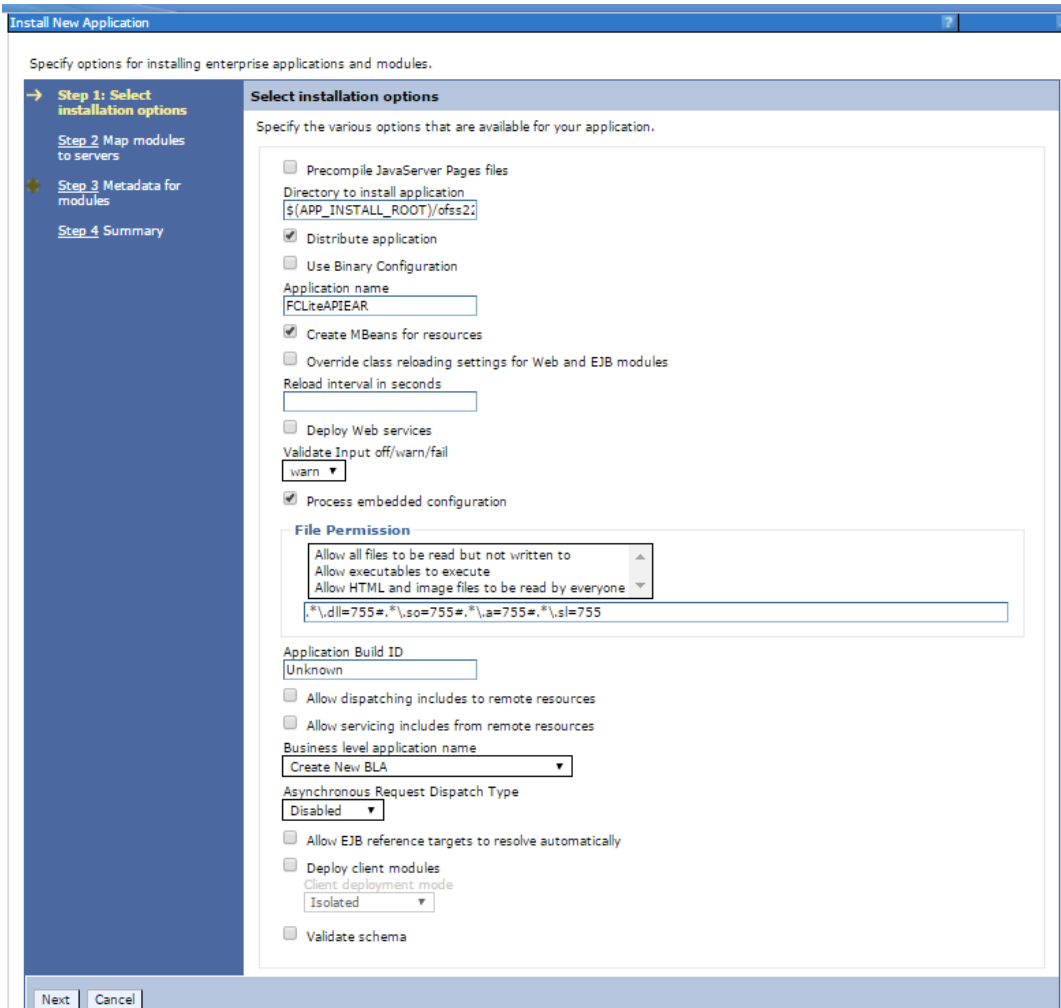 Install New Application
?
Specify options for installing enterprise applications and modules.
Step 1: Select
installation options
Step 2 Map modules
to servers
Step 3 Metadata for
modules
Step 4 Summary
Select installation options
Specify the various options that are available for your application.
Precompile JavaServer Pages files
Directory to install application
$(APP_INSTALL_ROOT)/ofss22
Distribute application
Use Binary Configuration
Application name
FCLiteAPIEAR
Create MBeans for resources
Override class reloading settings for Web and EJB modules
Reload interval in seconds
Deploy Web services
Validate Input off/warn/fail
warn
Process embedded configuration
File Permission
Allow all files to be read but not written to
Allow executables to execute
Allow HTML and image files to be read by everyone
.*\.dll=755#.*\.so=755#.*\.a=755#.*\.sl=755
Application Build ID
Unknown
Allow dispatching includes to remote resources
Allow servicing includes from remote resources
Business level application name
Create New BLA
Asynchronous Request Dispatch Type
Disabled
Allow EJB reference targets to resolve automatically
Deploy client modules
Client deployment mode
Isolated
Validate schema
Next Cancel